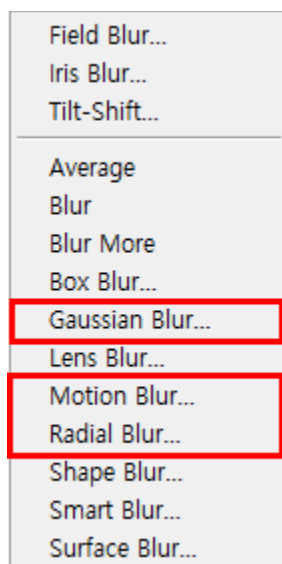 Field Blur...
Iris Blur...
Tilt-Shift...
Average
Blur
Blur More
Box Blur...
Gaussian Blur...
Lens Blur...
Motion Blur...
Radial Blur...
Shape Blur...
Smart Blur...
Surface Blur...